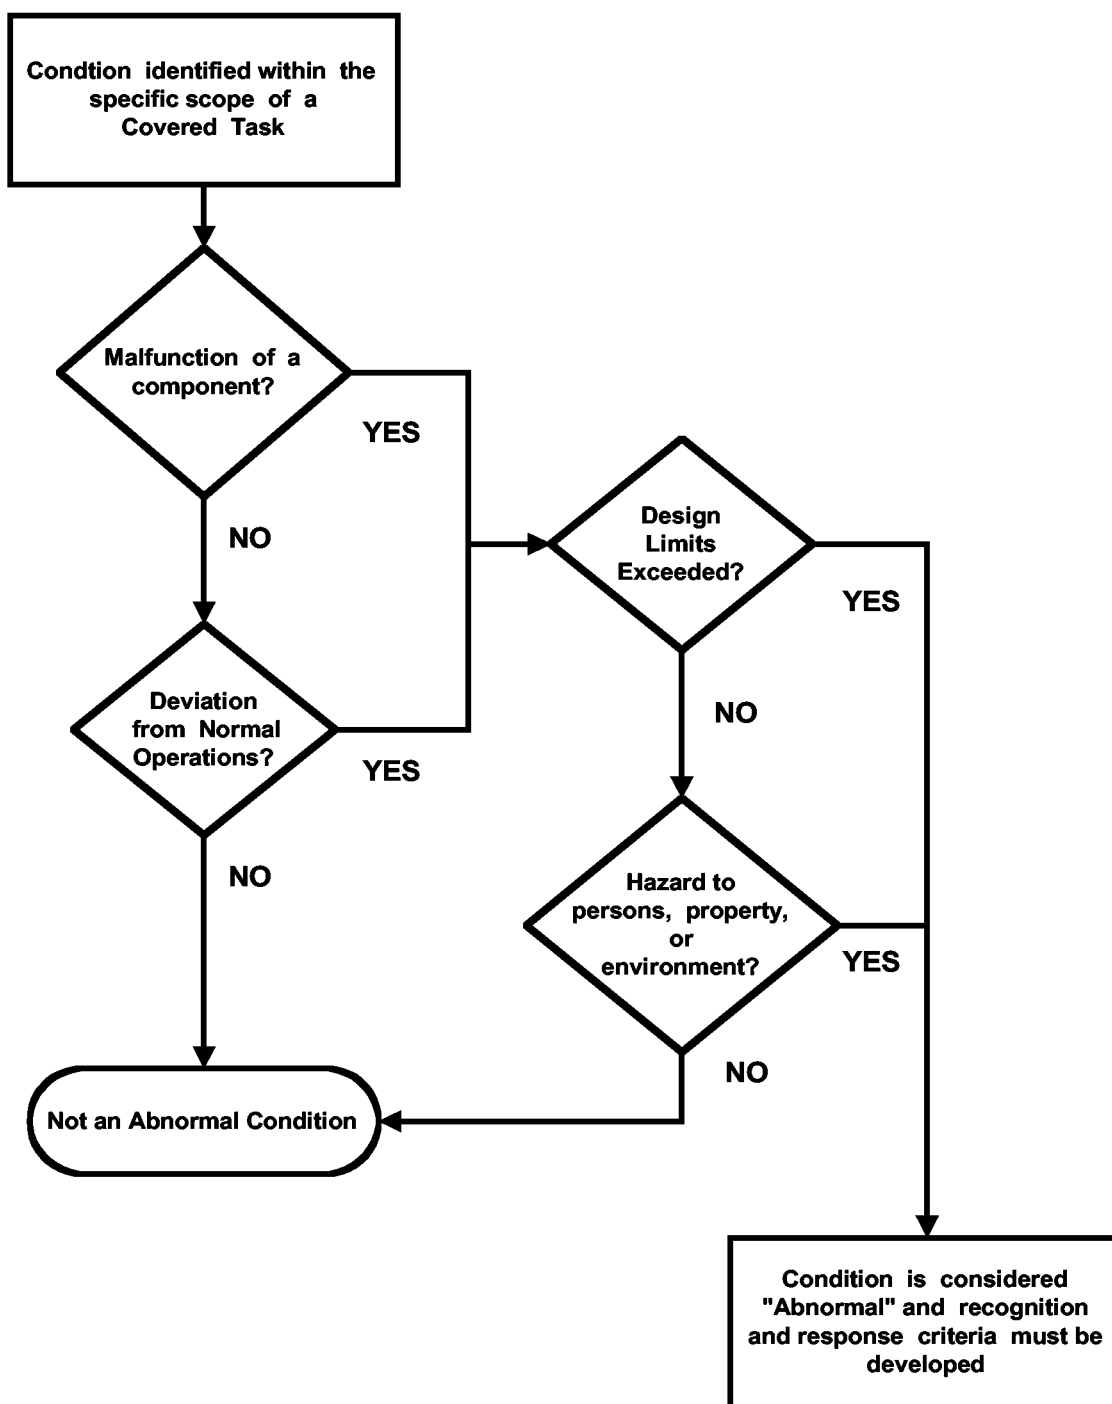 Condtion identified within the
specific scope of a
Covered Task
Malfunction of a
component?
YES
NO
Design
Limits
Exceeded?
YES
Deviation
from Normal
Operations?
YES
NO
NO
Hazard to
persons, property,
or
environment?
YES
NO
Not an Abnormal Condition
Condition is considered
"Abnormal" and recognition
and response criteria must be
developed